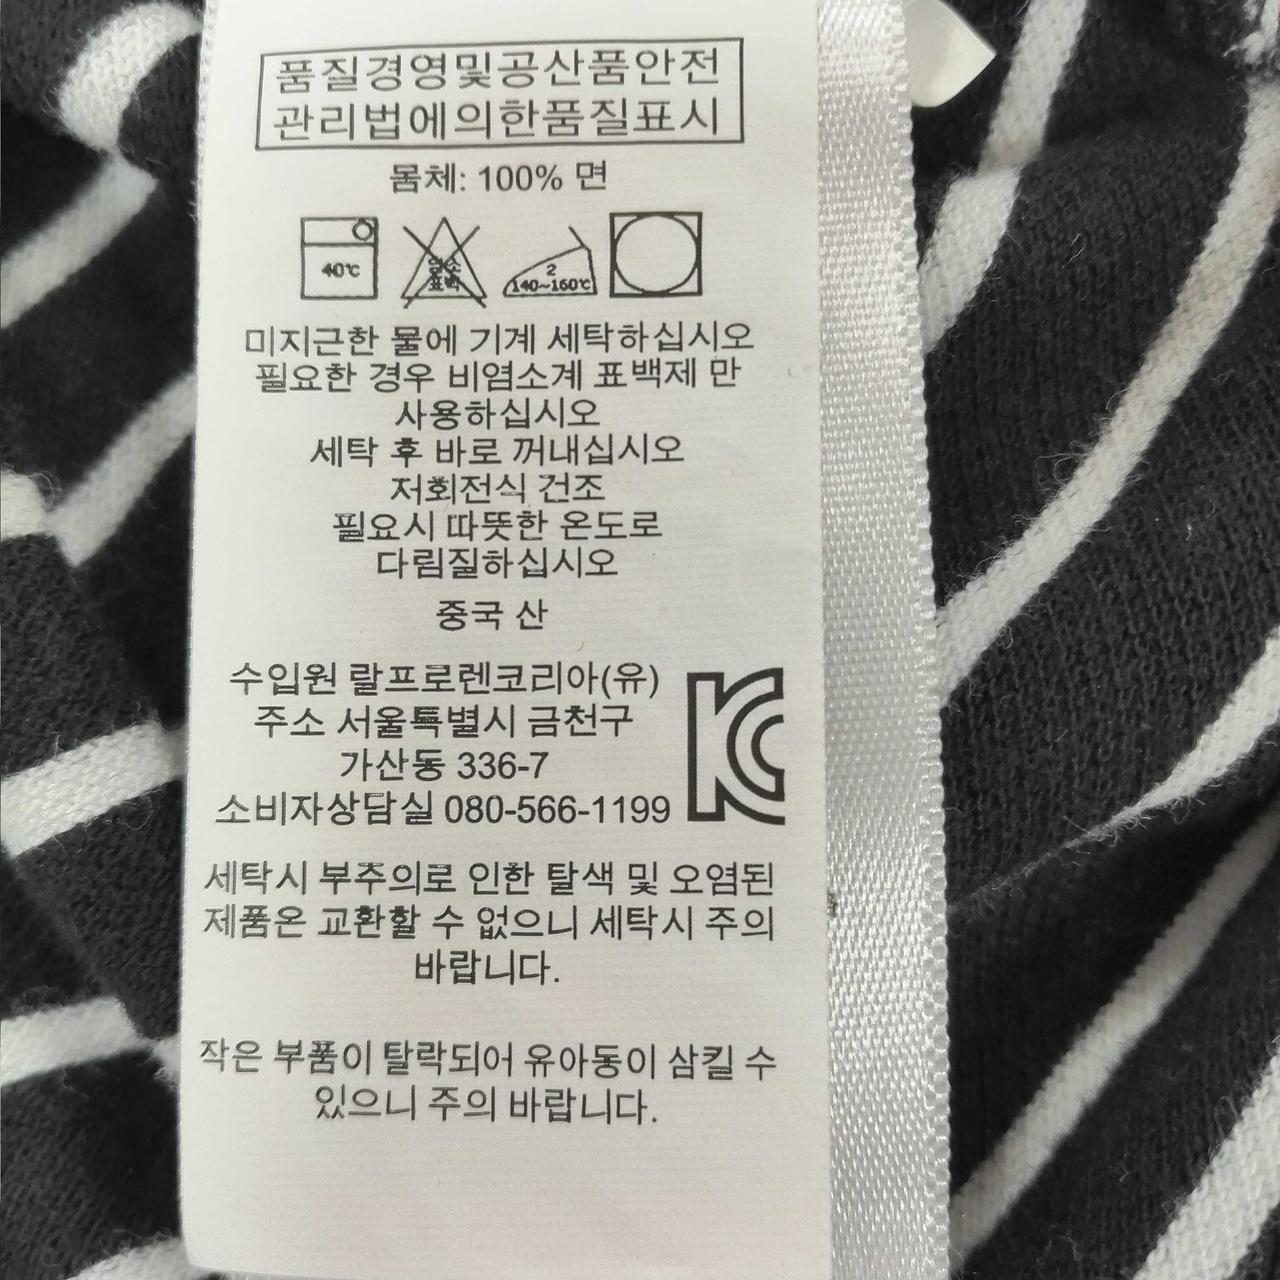 품질경영및공산품안전
관리법에의한품질표시
몸체: 100% 면
40℃
염소
표백
2
140~160℃
미지근한 물에 기계 세탁하십시오
필요한 경우 비염소계 표백제 만
사용하십시오
세탁 후 바로 꺼내십시오
저회전식 건조
필요시 따뜻한 온도로
다림질하십시오
중국 산
수입원 랄프로렌코리아(유)
주소 서울특별시 금천구
가산동 336-7
소비자상담실 080-566-1199
KC
세탁시 부주의로 인한 탈색 및 오염된
제품은 교환할 수 없으니 세탁시 주의
바랍니다.
작은 부품이 탈락되어 유아동이 삼킬 수
있으니 주의 바랍니다.